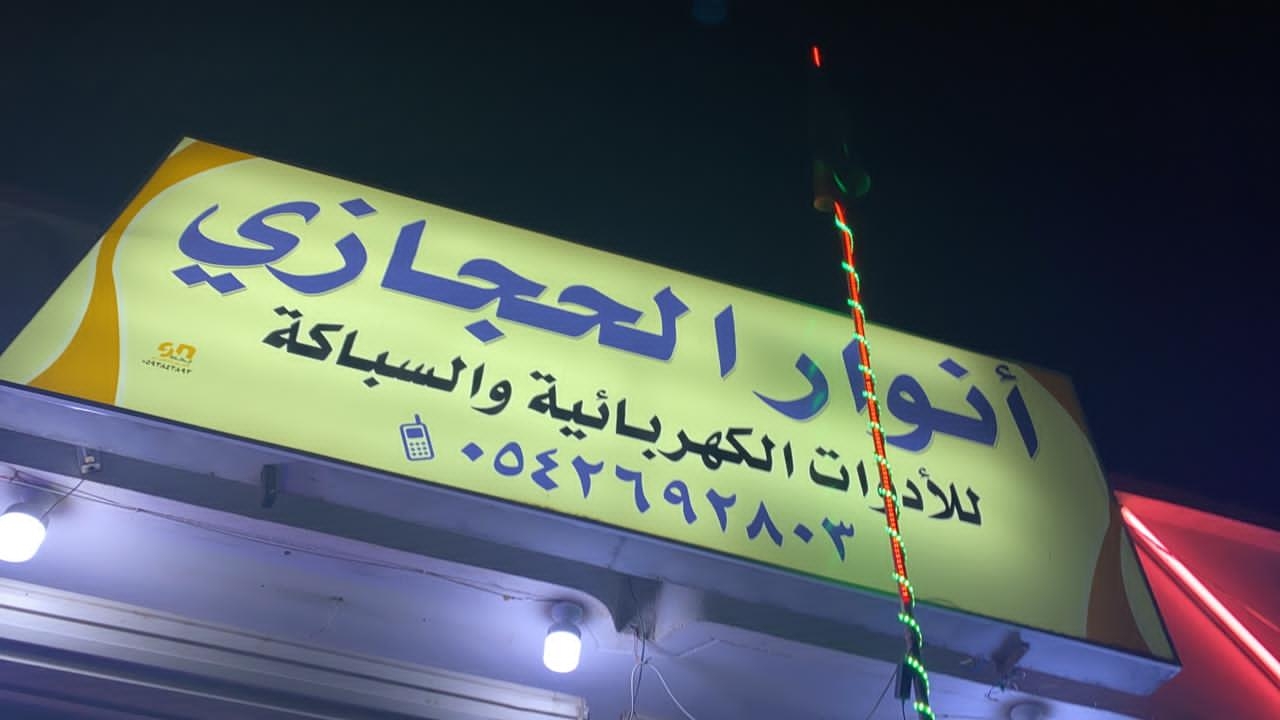 أنوار الحجازي
للأدوات الكهربائية والسباكة
٠٥٤٢٦٩٢٨٠٣